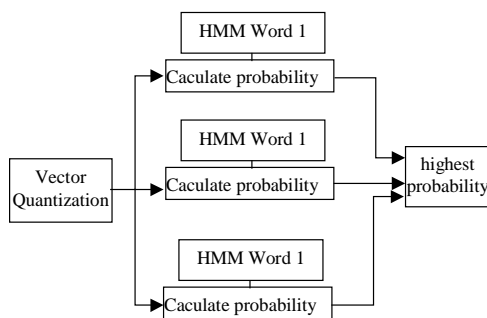 HMM Word 1
Caculate probability
HMM Word 1
Caculate probability
Vector
Quantization
highest
probability
HMM Word 1
Caculate probability